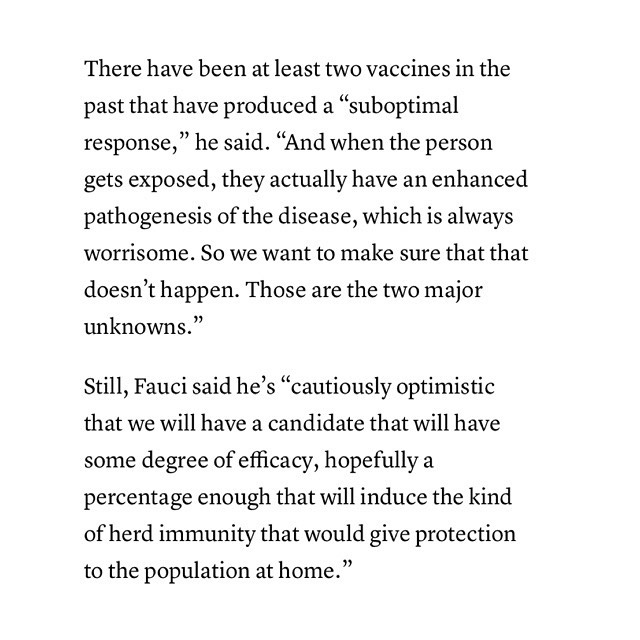 There have been at least two vaccines in the
past that have produced a “suboptimal
response,” he said. “And when the person
gets exposed, they actually have an enhanced
pathogenesis of the disease, which is always
worrisome. So we want to make sure that that
doesn’t happen. Those are the two major
unknowns.”
Still, Fauci said he’s “cautiously optimistic
that we will have a candidate that will have
some degree of efficacy, hopefully a
percentage enough that will induce the kind
of herd immunity that would give protection
to the population at home.”